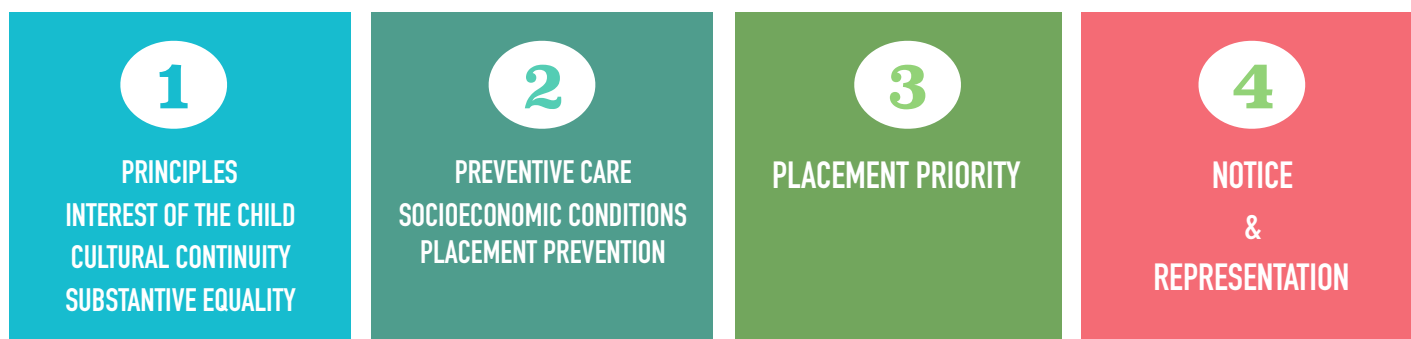 1
PRINCIPLES
INTEREST OF THE CHILD
CULTURAL CONTINUITY
SUBSTANTIVE EQUALITY
2
PREVENTIVE CARE
SOCIOECONOMIC CONDITIONS
PLACEMENT PREVENTION
3
PLACEMENT PRIORITY
4
NOTICE
&
REPRESENTATION